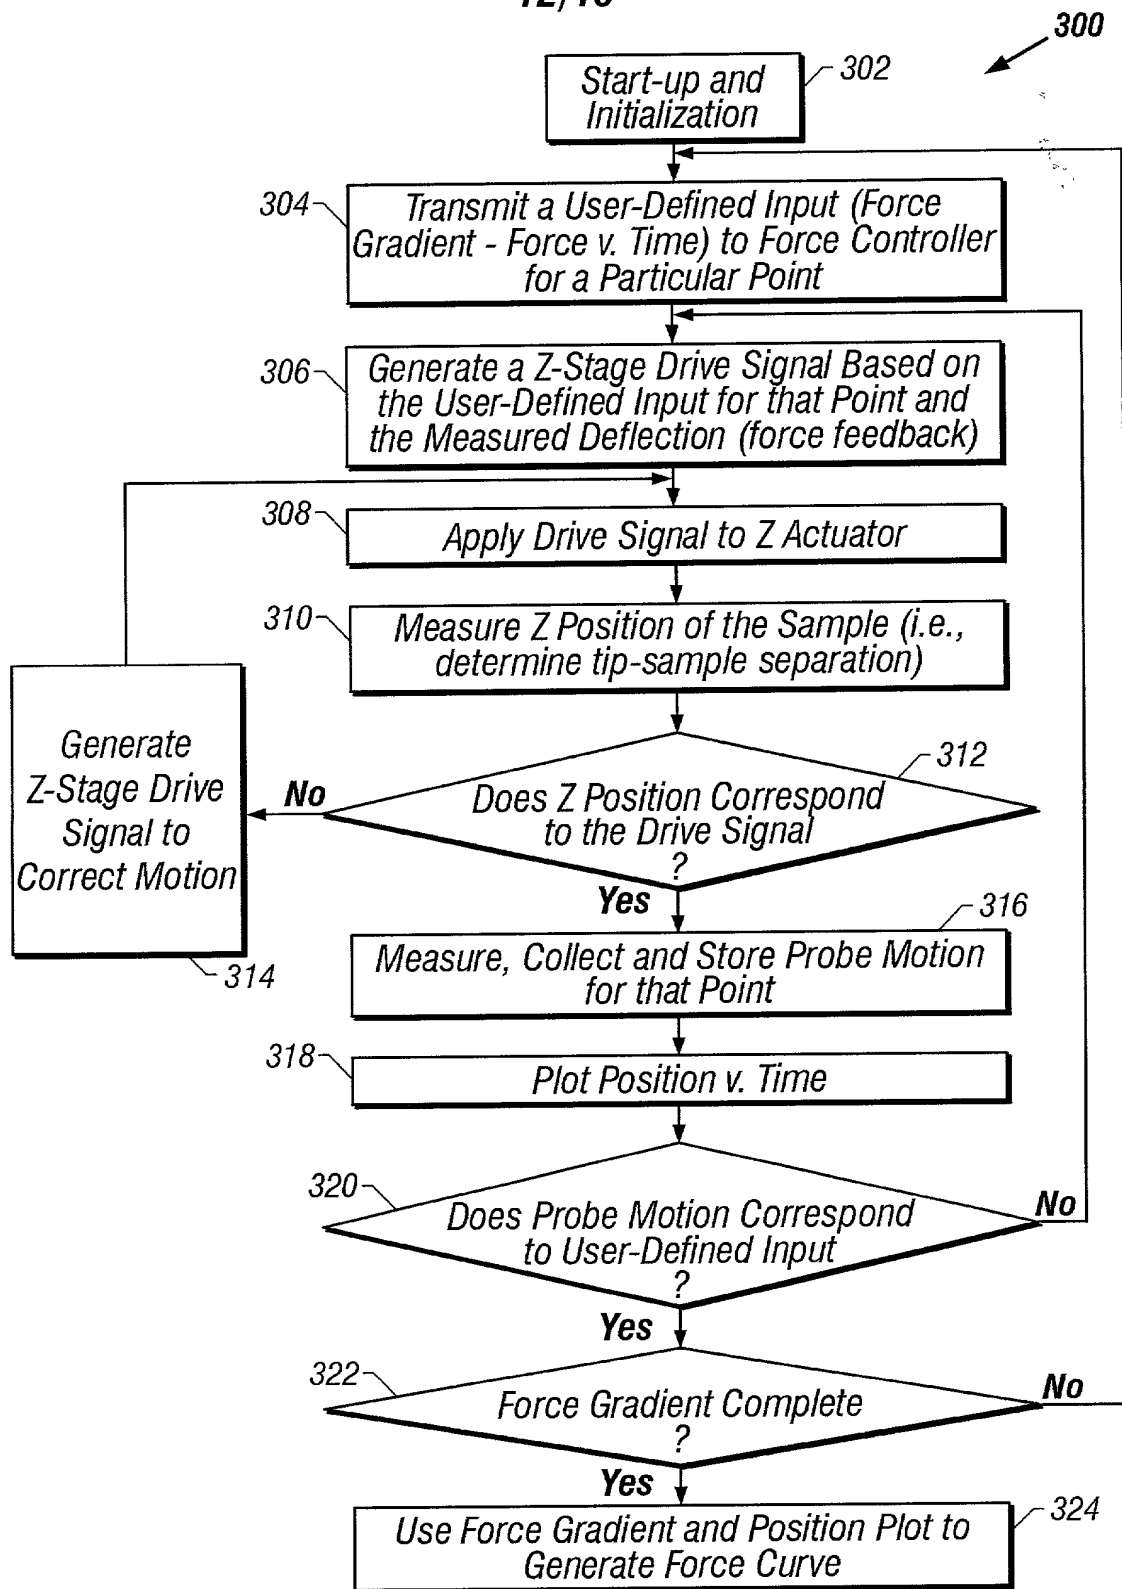 300
Start-up and
Initialization
302
304
Transmit a User-Defined Input (Force
Gradient - Force v. Time) to Force Controller
for a Particular Point
306
Generate a Z-Stage Drive Signal Based on
the User-Defined Input for that Point and
the Measured Deflection (force feedback)
308
Apply Drive Signal to Z Actuator
310
Measure Z Position of the Sample (i.e.,
determine tip-sample separation)
Generate
Z-Stage Drive
Signal to
Correct Motion
314
No
312
Does Z Position Correspond
to the Drive Signal
?
Yes
316
Measure, Collect and Store Probe Motion
for that Point
318
Plot Position v. Time
320
Does Probe Motion Correspond
to User-Defined Input
?
No
Yes
322
Force Gradient Complete
?
No
Yes
324
Use Force Gradient and Position Plot to
Generate Force Curve